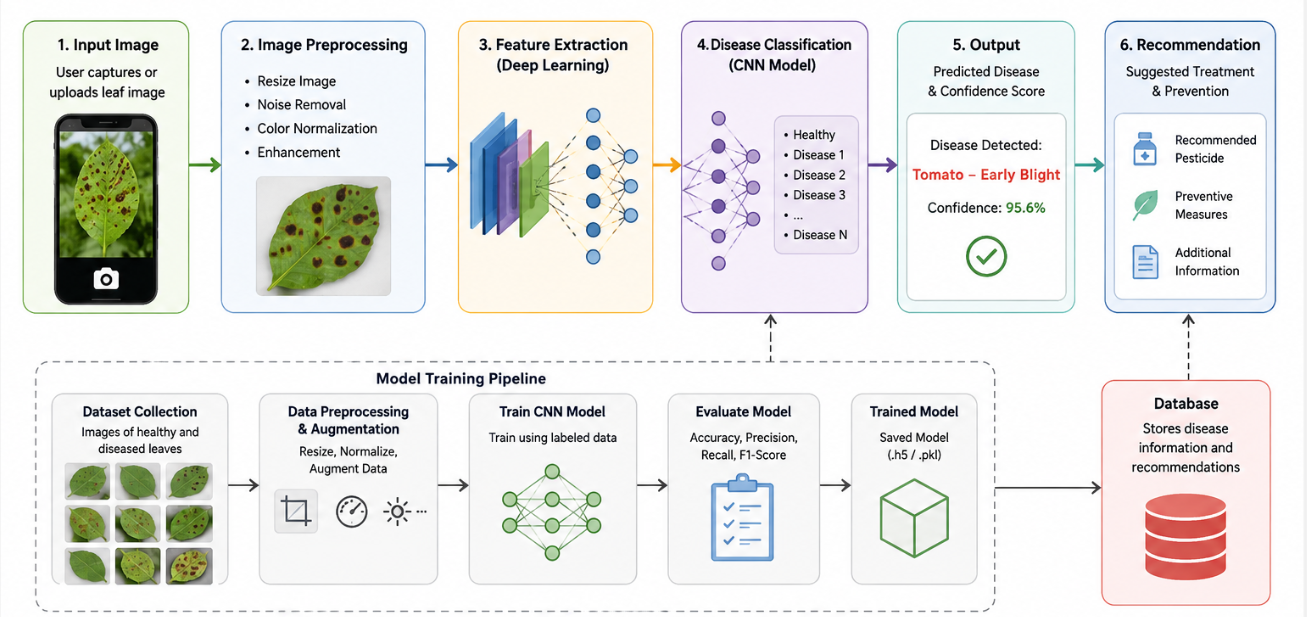 1. Input Image
User captures or
uploads leaf image
2. Image Preprocessing
• Resize Image
• Noise Removal
• Color Normalization
• Enhancement
3. Feature Extraction
(Deep Learning)
4.Disease Classification
(CNN Model)
• Healthy
• Disease 1
• Disease 2
• Disease 3
• ...
• Disease N
5. Output
Predicted Disease
& Confidence Score
Disease Detected:
Tomato – Early Blight
Confidence: 95.6%
6. Recommendation
Suggested Treatment
& Prevention
Recommended
Pesticide
Preventive
Measures
Additional
Information
Model Training Pipeline
Dataset Collection
Images of healthy and
diseased leaves
Data Preprocessing
& Augmentation
Resize, Normalize,
Augment Data
...
Train CNN Model
Train using labeled data
Evaluate Model
Accuracy, Precision,
Recall, F1-Score
Trained Model
Saved Model
(.h5 / .pkl)
Database
Stores disease
information and
recommendations